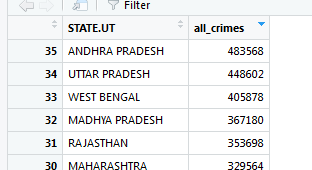 Filter
STATE.UT all_crimes
35 ANDHRA PRADESH 483568
34 UTTAR PRADESH 448602
33 WEST BENGAL 405878
32 MADHYA PRADESH 367180
31 RAJASTHAN 353698
30 MAHARASHTRA 329564